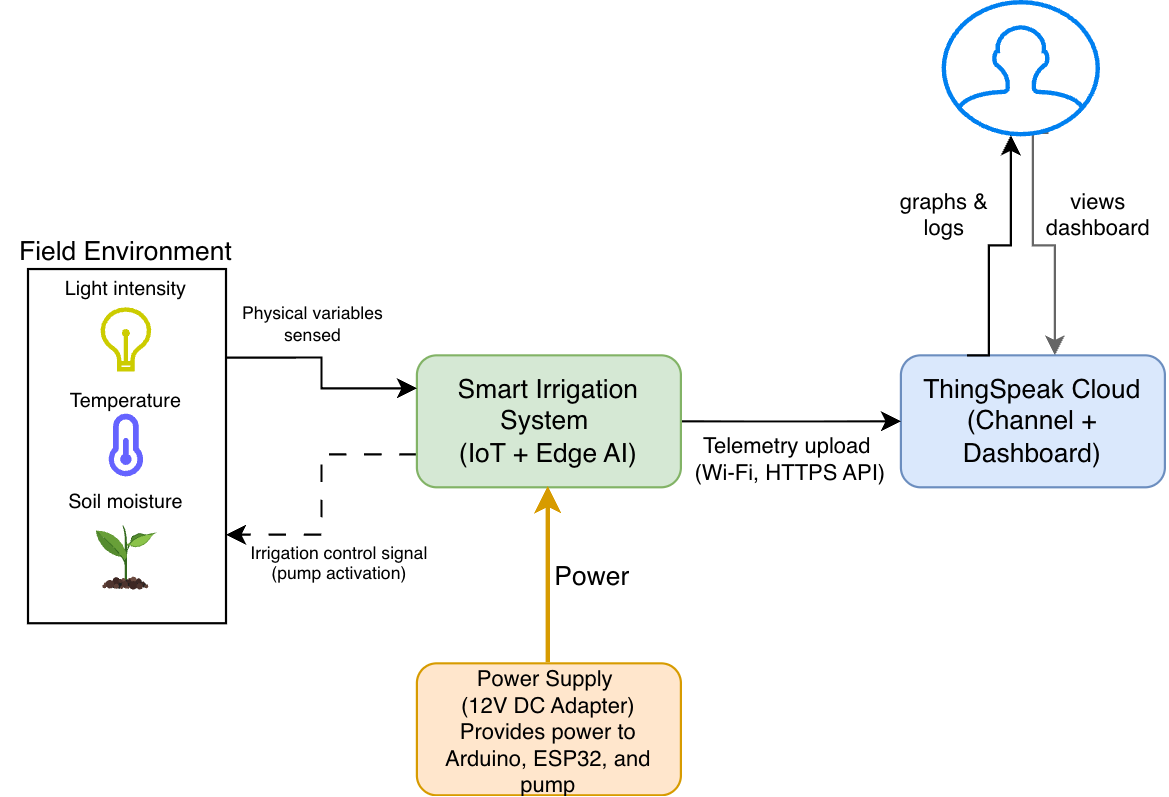 graphs &
logs
views
dashboard
Field Environment
Light intensity
Temperature
Soil moisture
Physical variables
sensed
Smart Irrigation
System
(IoT + Edge AI)
Irrigation control signal
(pump activation)
Telemetry upload
(Wi-Fi, HTTPS API)
ThingSpeak Cloud
(Channel +
Dashboard)
Power
Power Supply
(12V DC Adapter)
Provides power to
Arduino, ESP32, and
pump